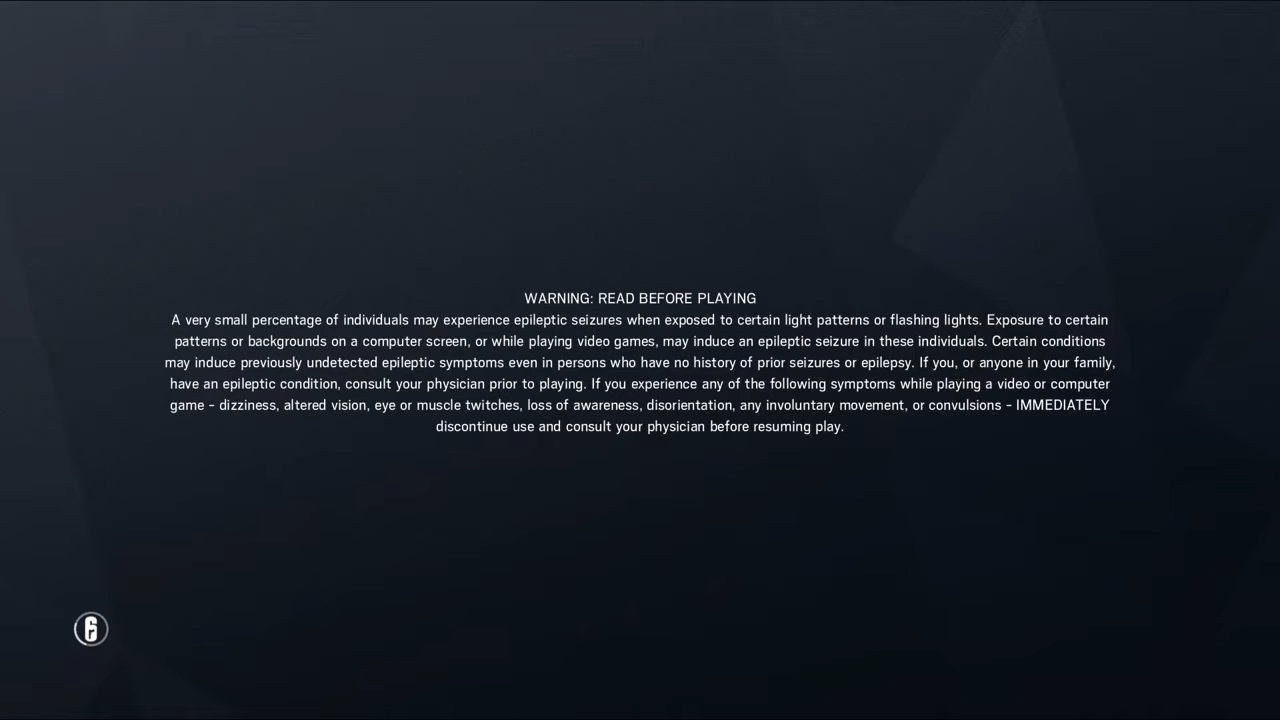 WARNING: READ BEFORE PLAYING
A very small percentage of individuals may experience epileptic seizures when exposed to certain light patterns or flashing lights. Exposure to certain
patterns or backgrounds on a computer screen, or while playing video games, may induce an epileptic seizure in these individuals. Certain conditions
may induce previously undetected epileptic symptoms even in persons who have no history of prior seizures or epilepsy. If you, or anyone in your family,
have an epileptic condition, consult your physician prior to playing. If you experience any of the following symptoms while playing a video or computer
game – dizziness, altered vision, eye or muscle twitches, loss of awareness, disorientation, any involuntary movement, or convulsions – IMMEDIATELY
discontinue use and consult your physician before resuming play.
6